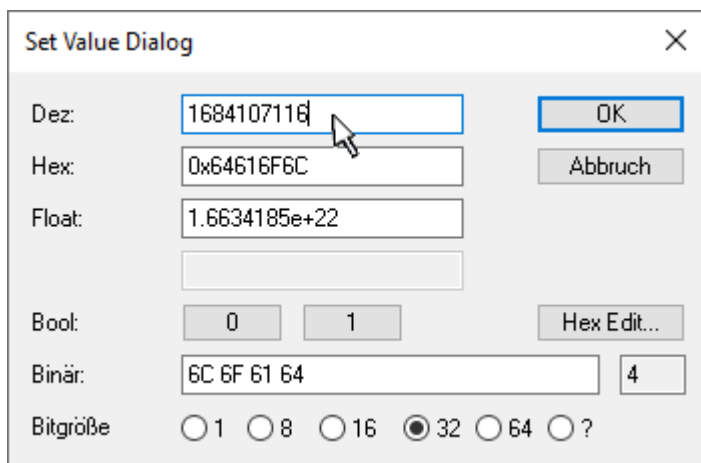 Set Value Dialog
Dez: 1684107116 OK
Hex: 0x64616F6C Abbruch
Float: 1.6634185e+22
Bool: 0 1 Hex Edit...
Binär: 6C 6F 61 64 4
Bitgröße 1 8 16 32 64 ?